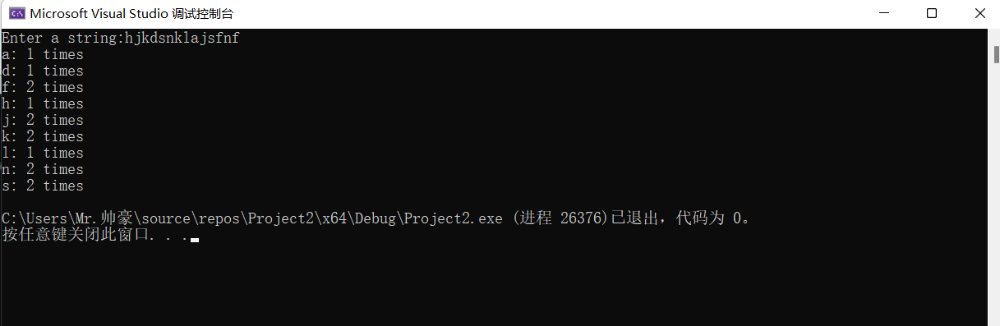 Microsoft Visual Studio 调试控制台
Enter a string:hjkdsnklajsfnf
a: 1 times
d: 1 times
f: 2 times
h: 1 times
j: 2 times
k: 2 times
l: 1 times
n: 2 times
s: 2 times
C:\Users\Mr.帅豪\source\repos\Project2\x64\Debug\Project2.exe (进程 26376)已退出，代码为 0。
按任意键关闭此窗口. . .